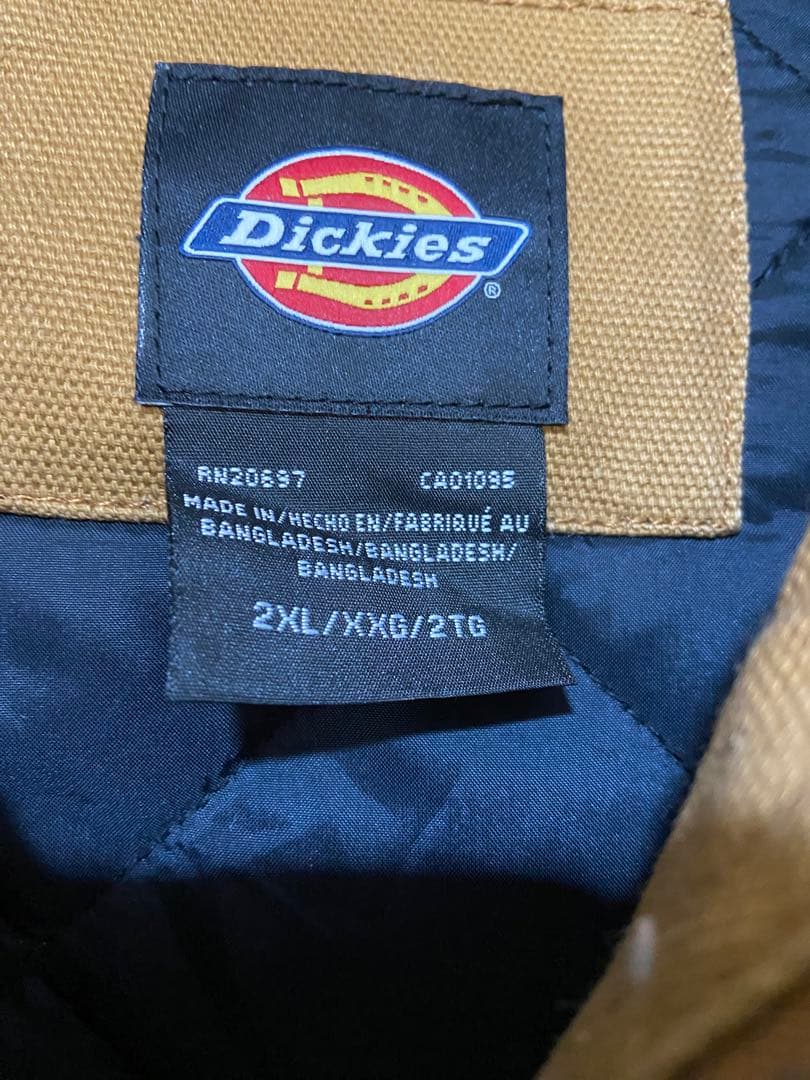 Dickies
®
RN20697 CA01095
MADE IN/HECHO EN/FABRIQUÉ AU
BANGLADESH/BANGLADESH/
BANGLADESH
2XL/XXG/2TG